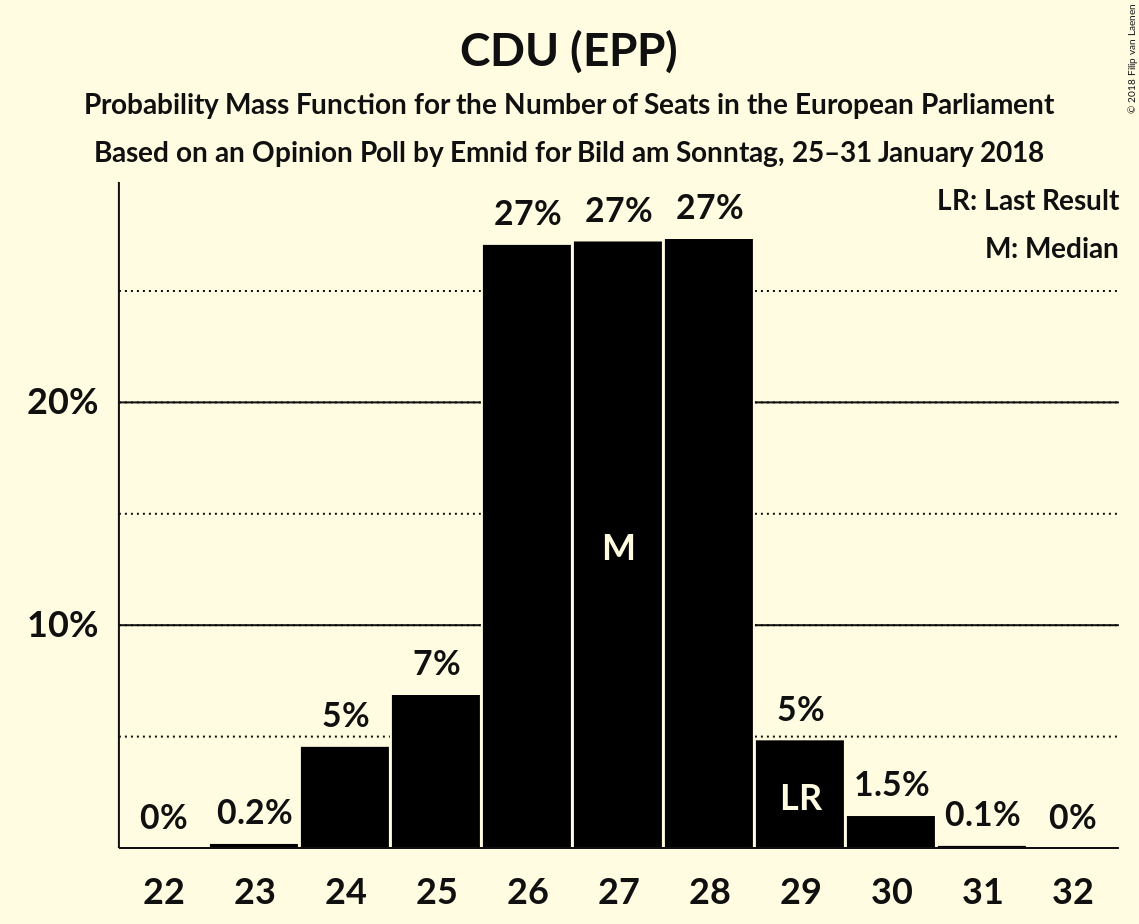 CDU (EPP)
Probability Mass Function for the Number of Seats in the European Parliament
Based on an Opinion Poll by Emnid for Bild am Sonntag, 25–31 January 2018
© 2018 Filip van Laenen
LR: Last Result
M: Median
27% 27% 27%
20%
M
10%
7%
5% 5%
LR
1.5%
0% 0.2% 0.1% 0%
22 23 24 25 26 27 28 29 30 31 32